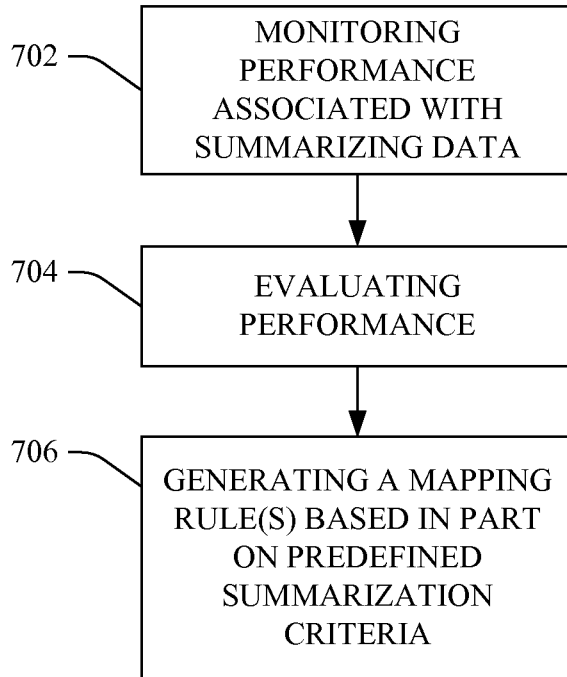 702
MONITORING
PERFORMANCE
ASSOCIATED WITH
SUMMARIZING DATA
704
EVALUATING
PERFORMANCE
706
GENERATING A MAPPING
RULE(S) BASED IN PART
ON PREDEFINED
SUMMARIZATION
CRITERIA